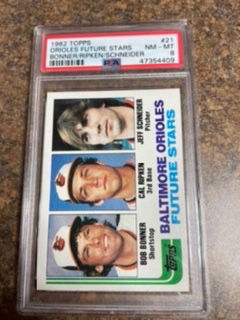 1982 TOPPS #21
ORIOLES FUTURE STARS NM - MT
BONNER/RIPKEN/SCHNEIDER 8
PSA 47354409
JEFF SCHNEIDER
Pitcher
CAL RIPKEN
3rd Base
BOB BONNER
Shortstop
BALTIMORE ORIOLES
FUTURE STARS
Topps